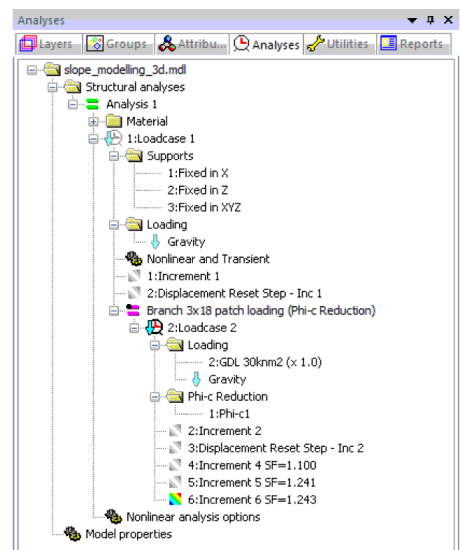 Analyses
Layers Groups Attribu... Analyses Utilities Reports
slope_modelling_3d.mdl
Structural analyses
Analysis 1
Material
1:Loadcase 1
Supports
1:Fixed in X
2:Fixed in Z
3:Fixed in XYZ
Loading
Gravity
Nonlinear and Transient
1:Increment 1
2:Displacement Reset Step - Inc 1
Branch 3x18 patch loading (Phi-c Reduction)
2:Loadcase 2
Loading
2:GDL 30knm2 (x 1.0)
Gravity
Phi-c Reduction
1:Phi-c1
2:Increment 2
3:Displacement Reset Step - Inc 2
4:Increment 4 SF=1.100
5:Increment 5 SF=1.241
6:Increment 6 SF=1.243
Nonlinear analysis options
Model properties